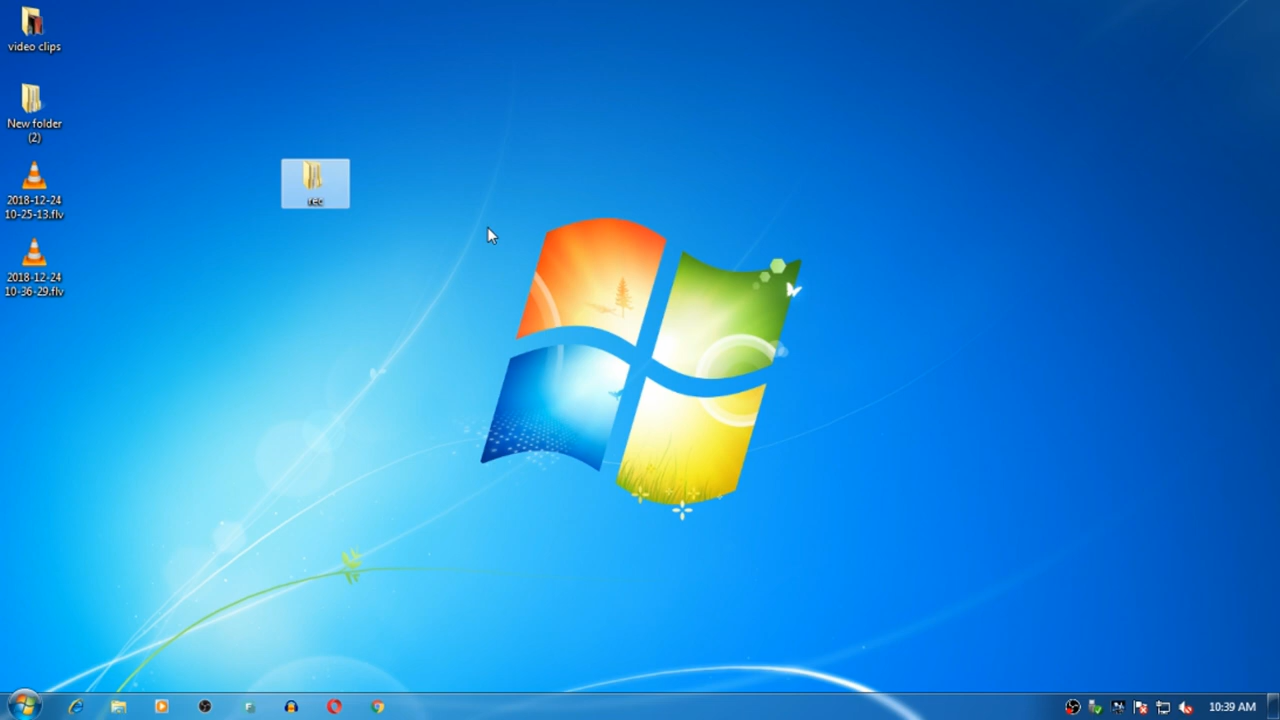 video clips
New folder
(2)
2018-12-24
10-25-13.flv
2018-12-24
10-36-29.flv
rec
10:39 AM